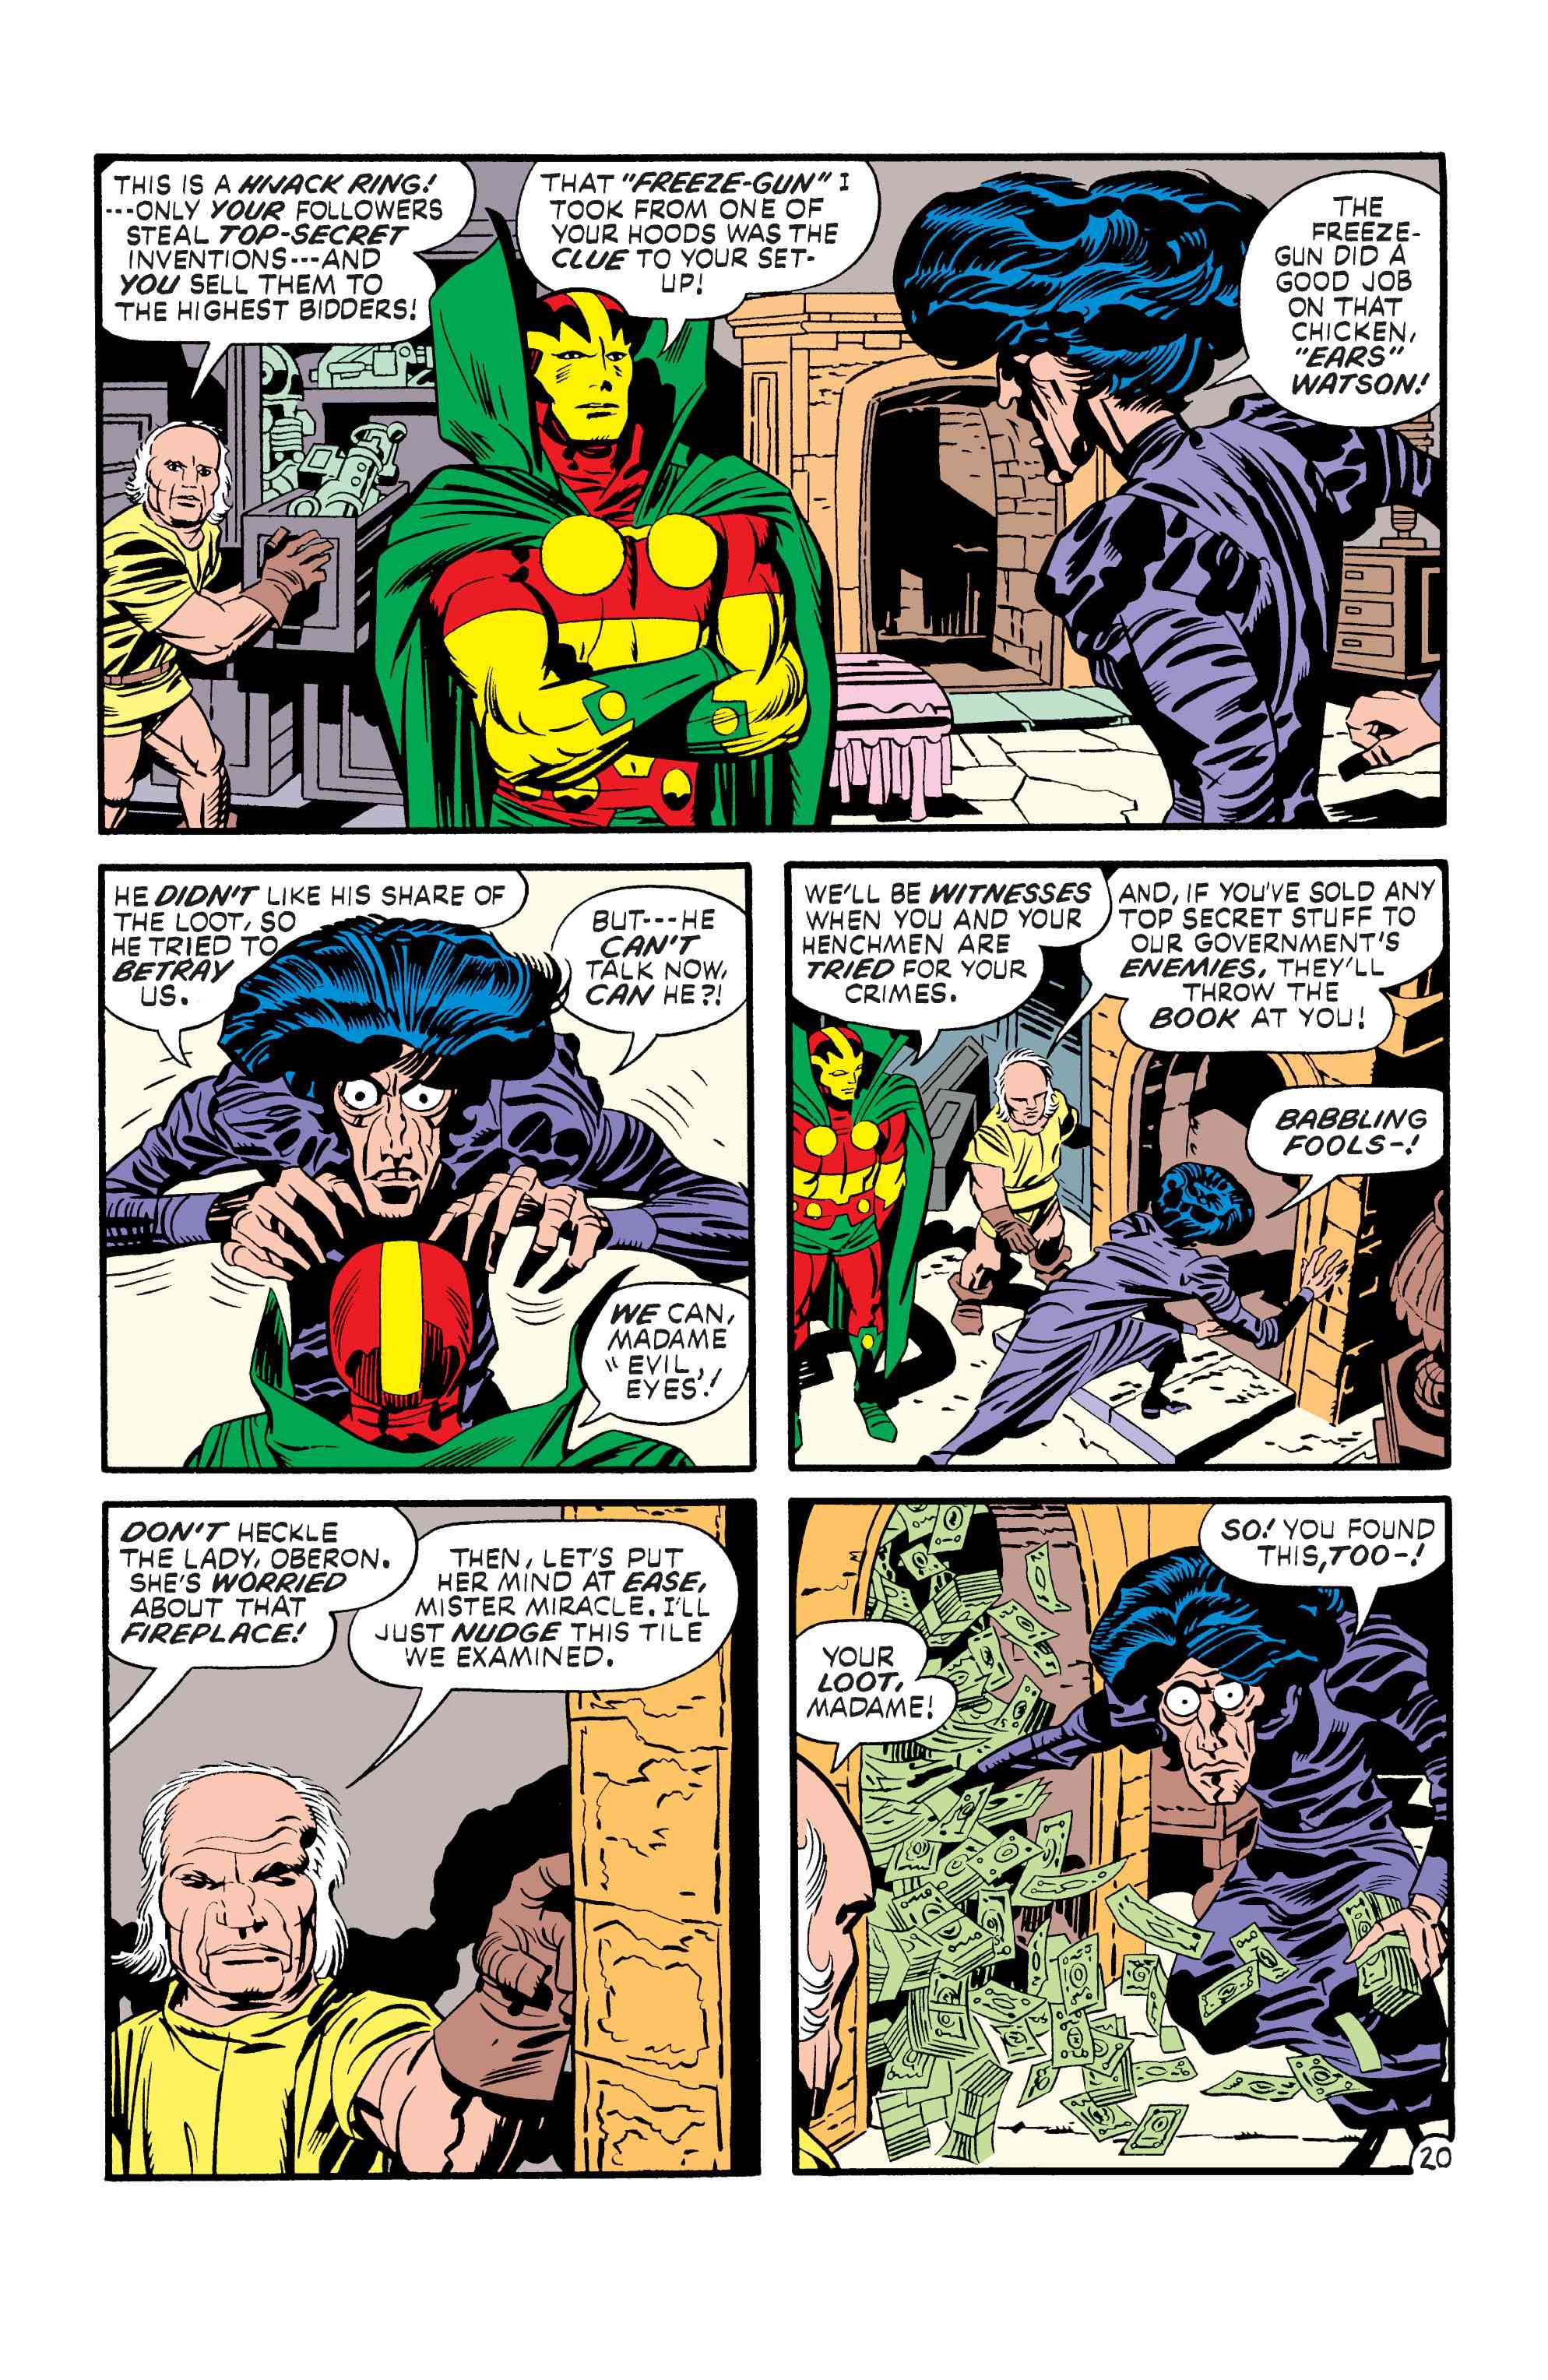 THIS IS A HIJACK RING!
---ONLY YOUR FOLLOWERS
STEAL TOP-SECRET
INVENTIONS---AND
YOU SELL THEM TO
THE HIGHEST BIDDERS!
THAT "FREEZE-GUN" I
TOOK FROM ONE OF
YOUR HOODS WAS THE
CLUE TO YOUR SET-
UP!
THE
FREEZE-
GUN DID A
GOOD JOB
ON THAT
CHICKEN,
"EARS"
WATSON!
HE DIDN'T LIKE HIS SHARE OF
THE LOOT, SO
HE TRIED TO
BETRAY
US.
BUT---HE
CAN'T
TALK NOW,
CAN HE?!
WE CAN,
MADAME
"EVIL
EYES'!
WE'LL BE WITNESSES
WHEN YOU AND YOUR
HENCHMEN ARE
TRIED FOR YOUR
CRIMES.
AND, IF YOU'VE SOLD ANY
TOP SECRET STUFF TO
OUR GOVERNMENT'S
ENEMIES, THEY'LL
THROW THE
BOOK AT YOU!
BABBLING
FOOLS-!
DON'T HECKLE
THE LADY, OBERON.
SHE'S WORRIED
ABOUT THAT
FIREPLACE!
THEN, LET'S PUT
HER MIND AT EASE,
MISTER MIRACLE. I'LL
JUST NUDGE THIS TILE
WE EXAMINED.
YOUR
LOOT,
MADAME!
SO! YOU FOUND
THIS, TOO-!
20